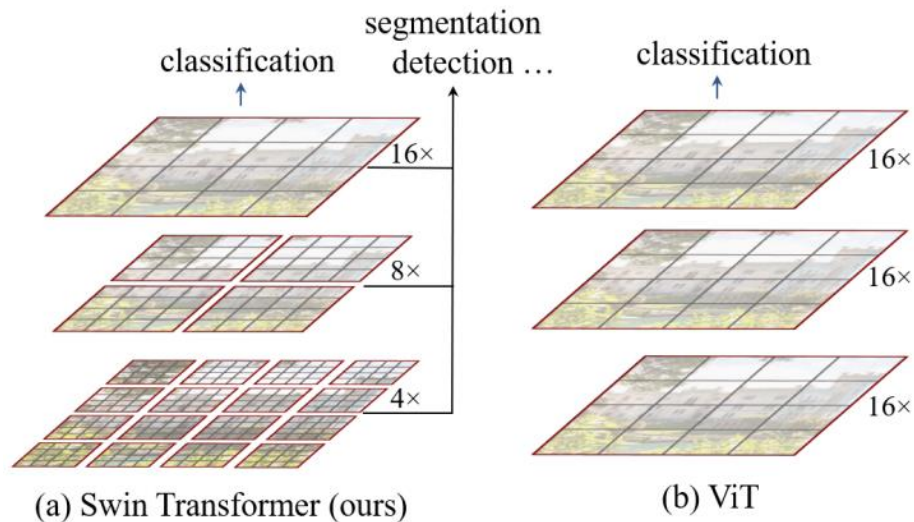 segmentation
classification
detection ...
classification
16×
16×
8×
16×
4×
16×
(a) Swin Transformer (ours)
(b) ViT